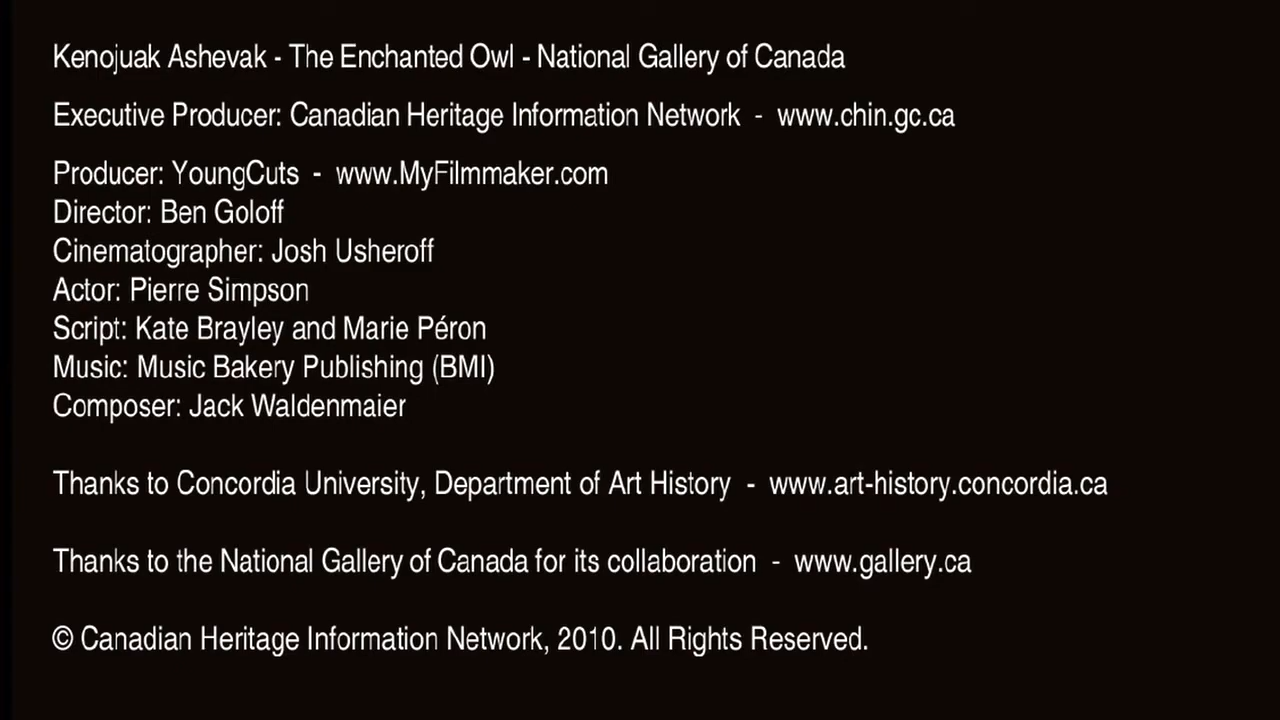 Kenojuak Ashevak - The Enchanted Owl - National Gallery of Canada
Executive Producer: Canadian Heritage Information Network - www.chin.gc.ca
Producer: YoungCuts - www.MyFilmmaker.com
Director: Ben Goloff
Cinematographer: Josh Usheroff
Actor: Pierre Simpson
Script: Kate Brayley and Marie Péron
Music: Music Bakery Publishing (BMI)
Composer: Jack Waldenmaier
Thanks to Concordia University, Department of Art History - www.art-history.concordia.ca
Thanks to the National Gallery of Canada for its collaboration - www.gallery.ca
© Canadian Heritage Information Network, 2010. All Rights Reserved.